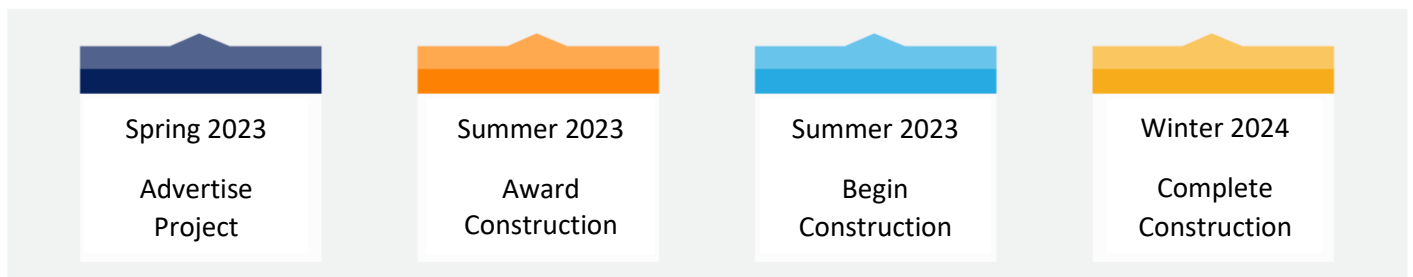 Spring 2023
Advertise
Project
Summer 2023
Award
Construction
Summer 2023
Begin
Construction
Winter 2024
Complete
Construction